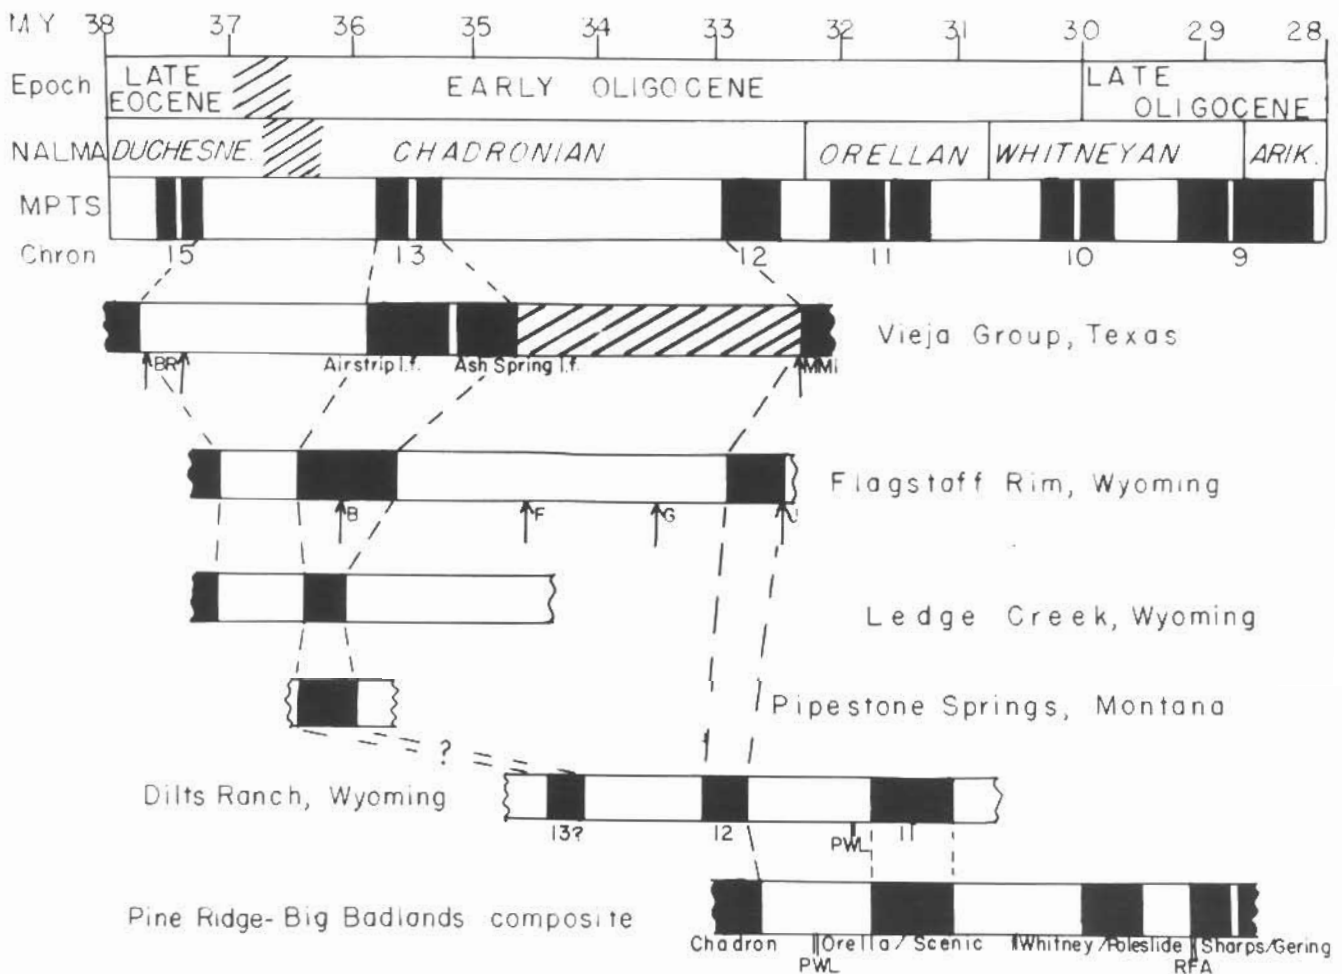 MY 38 37 36 35 34 33 32 31 30 29 28
Epoch LATE EOCENE EARLY OLIGOCENE LATE OLIGOCENE
NALMA DUCHESNE. CHADRONIAN ORELLAN WHITNEYAN ARIK.
MPTS
Chron 15 13 12 11 10 9
Vieja Group, Texas
BR Airstrip l.f. Ash Spring l.f. MMI
Flagstaff Rim, Wyoming
B F G J
Ledge Creek, Wyoming
Pipestone Springs, Montana
?
Dilts Ranch, Wyoming
13? 12 PWL 11
Pine Ridge-Big Badlands composite
Chadron Orella/Scenic Whitney/Poleslide Sharps/Gering
PWL RFA